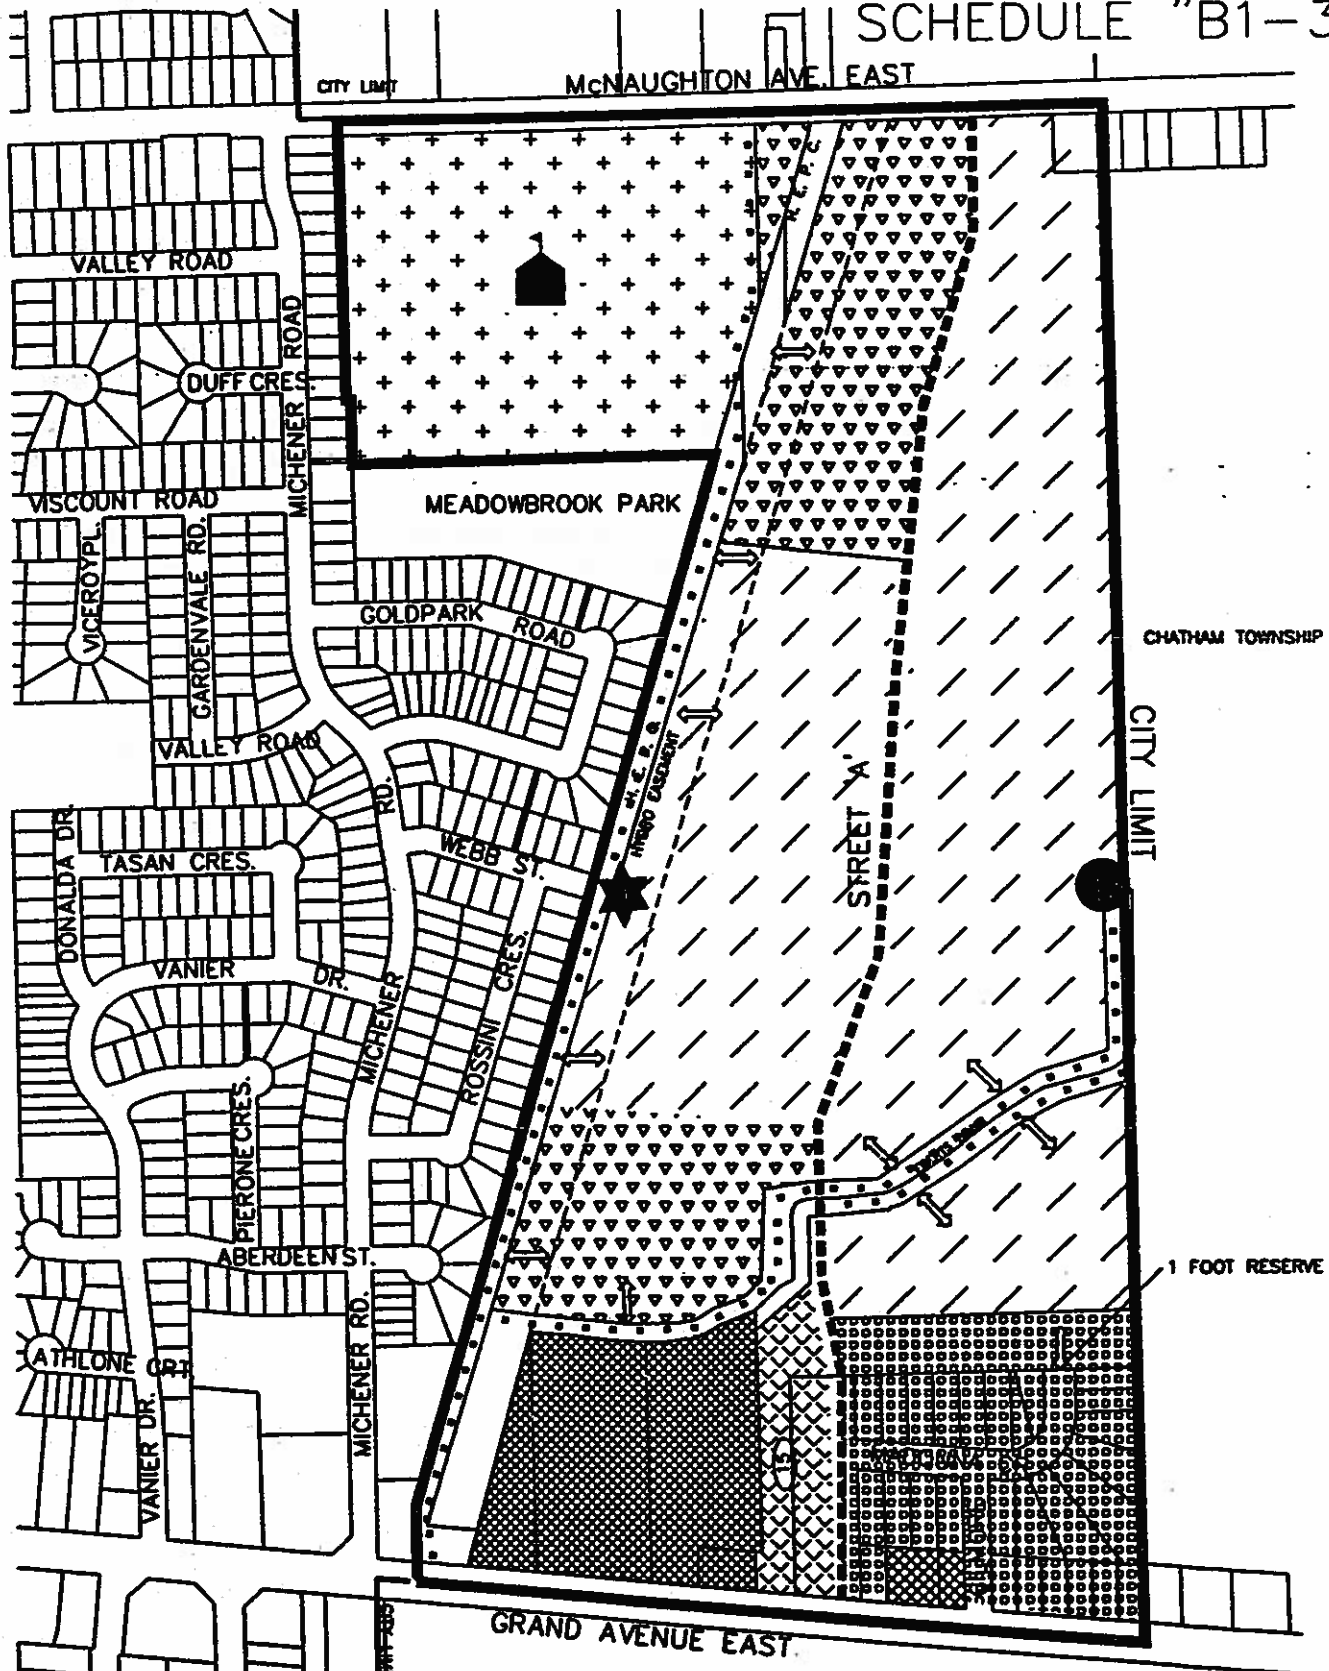 SCHEDULE "B1-3
CITY LIMIT
McNAUGHTON AVE. EAST
H. E. P. C.
VALLEY ROAD
MICHENER ROAD
DUFF CRES.
VISCOUNT ROAD
MEADOWBROOK PARK
VICEROY PL.
GARDENVALE RD.
GOLDPARK ROAD
CHATHAM TOWNSHIP
CITY LIMIT
VALLEY ROAD
H. E. P. C.
HYDRO EASEMENT
STREET 'A'
RD.
DONALDA DR.
TASAN CRES.
WEBB ST.
VANIER DR.
MICHENER
ROSSINI CRES.
PIERONE CRES.
ABERDEEN ST.
1 FOOT RESERVE
ATHLONE CRT
MICHENER RD.
VANIER DR.
15
GRAND AVENUE EAST